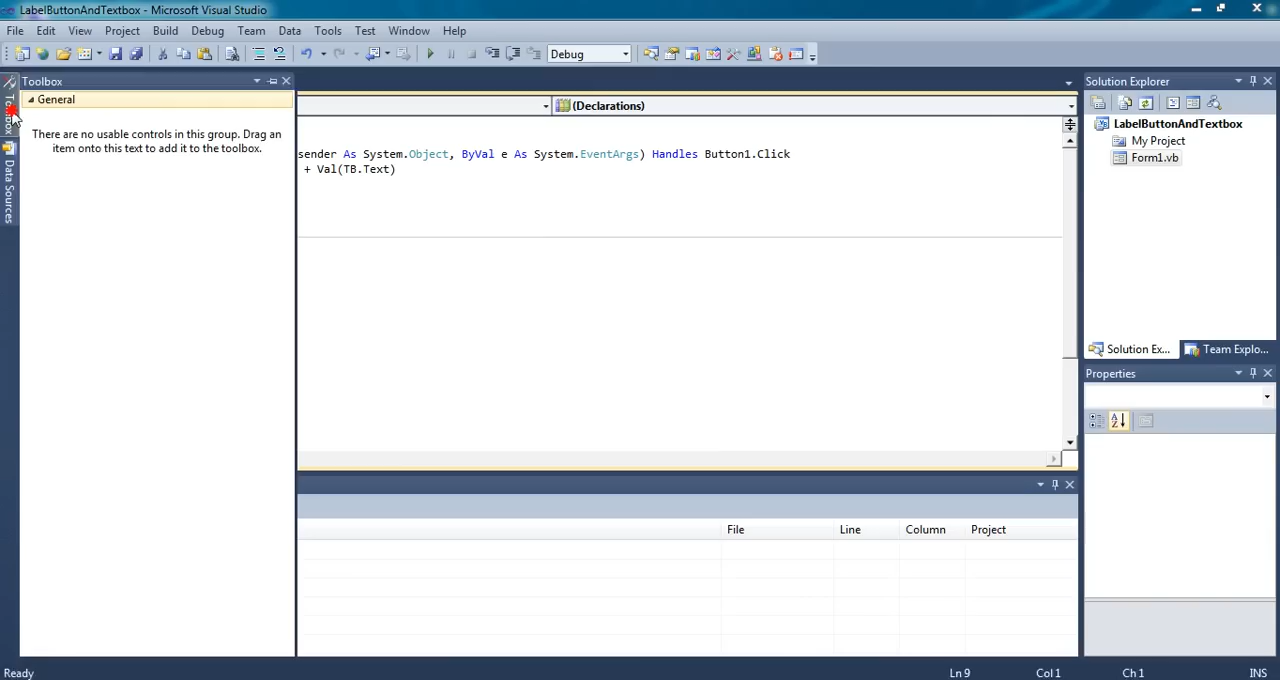 LabelButtonAndTextbox - Microsoft Visual Studio
File Edit View Project Build Debug Team Data Tools Test Window Help
Debug
Toolbox
Solution Explorer
General
(Declarations)
There are no usable controls in this group. Drag an
item onto this text to add it to the toolbox.
Data Sources
sender As System.Object, ByVal e As System.EventArgs) Handles Button1.Click
+ Val(TB.Text)
LabelButtonAndTextbox
My Project
Form1.vb
Solution Ex... Team Explo...
Properties
File Line Column Project
Ready Ln 9 Col 1 Ch 1 INS